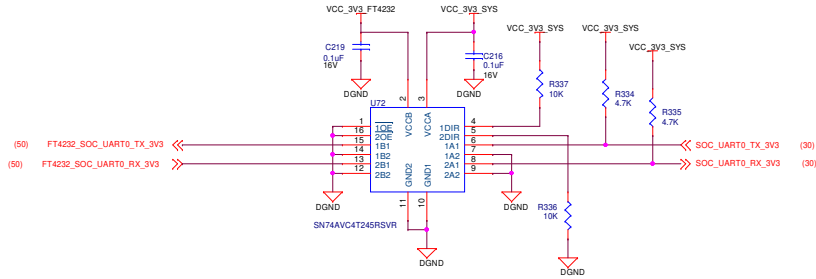 VCC_3V3_FT4232
VCC_3V3_SYS
VCC_3V3_SYS
VCC_3V3_SYS
VCC_3V3_SYS
C219
0.1uF
16V
C216
0.1uF
16V
R337
10K
R334
4.7K
R335
4.7K
DGND
DGND
U72
2
3
VCCB
VCCA
1
1OE
1DIR
4
16
2OE
2DIR
5
(50) FT4232_SOC_UART0_TX_3V3
15
1B1
1A1
6
SOC_UART0_TX_3V3 (30)
14
1B2
1A2
7
(50) FT4232_SOC_UART0_RX_3V3
13
2B1
2A1
8
SOC_UART0_RX_3V3 (30)
12
2B2
2A2
9
GND2
GND1
11
10
DGND
DGND
R336
10K
SN74AVC4T245RSVR
DGND
DGND